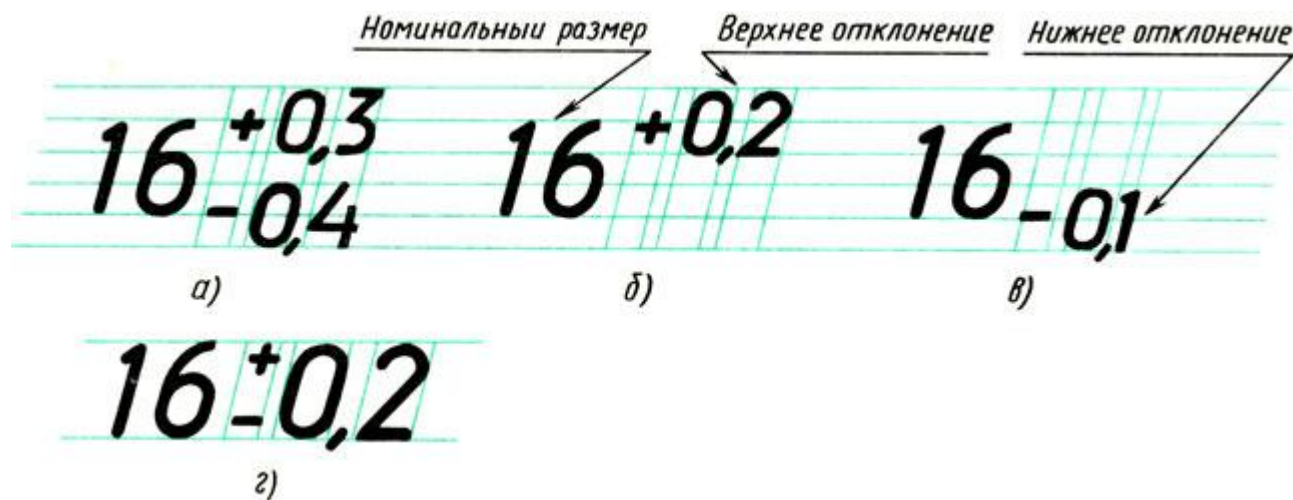 Номинальный размер Верхнее отклонение Нижнее отклонение
16 +0,3 -0,4 16 +0,2 16 -0,1
а) б) в)
16±0,2
г)